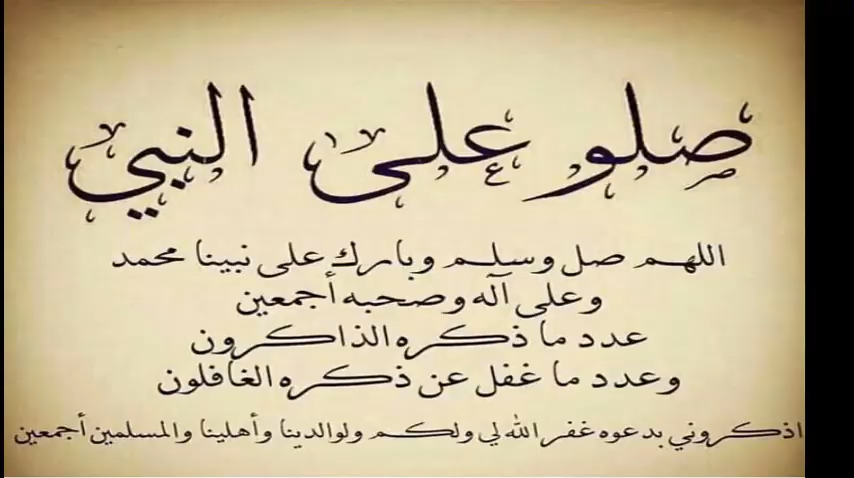 صلو على النبي
اللهم صل وسلم وبارك على نبينا محمد
وعلى آله وصحبه أجمعين
عدد ما ذكره الذاكرون
وعدد ما غفل عن ذكره الغافلون
اذكروني بدعوه غفر الله لي ولكم ولوالدينا وأهلينا والمسلمين أجمعين